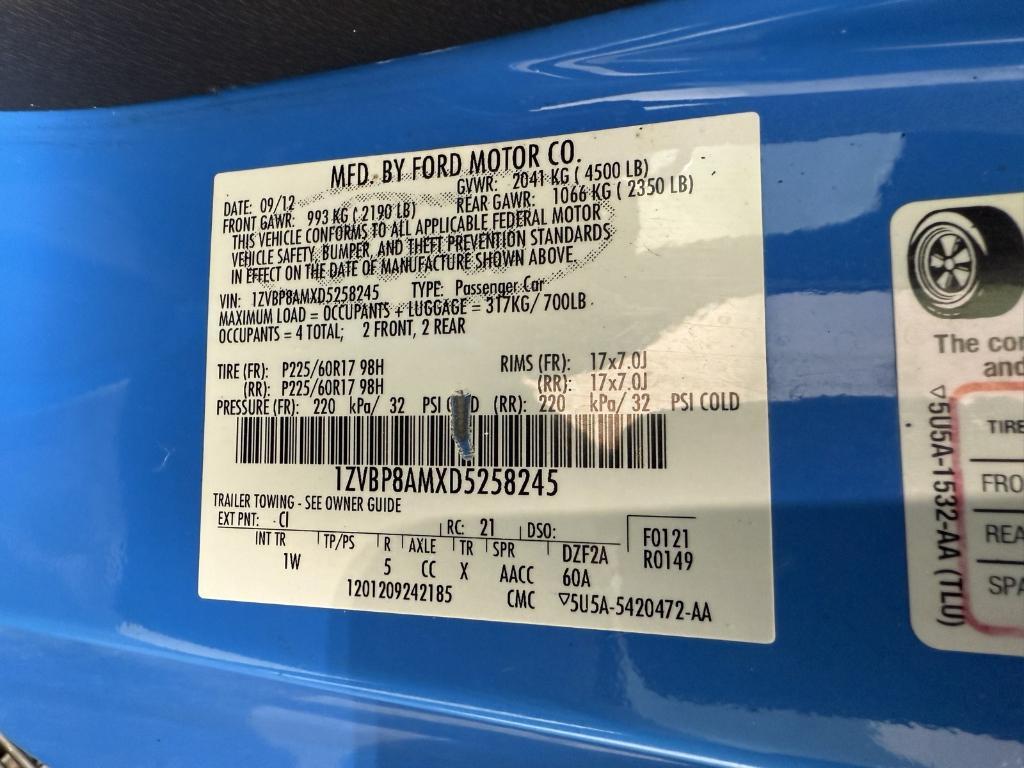 MFD. BY FORD MOTOR CO.
DATE: 09/12 GVWR: 2041 KG ( 4500 LB)
FRONT GAWR: 993 KG ( 2190 LB) REAR GAWR: 1066 KG ( 2350 LB)
THIS VEHICLE CONFORMS TO ALL APPLICABLE FEDERAL MOTOR
VEHICLE SAFETY, BUMPER, AND THEFT PREVENTION STANDARDS
IN EFFECT ON THE DATE OF MANUFACTURE SHOWN ABOVE.
VIN: 1ZVBP8AMXD5258245 TYPE: Passenger Car
MAXIMUM LOAD = OCCUPANTS + LUGGAGE = 317KG/ 700LB
OCCUPANTS = 4 TOTAL; 2 FRONT, 2 REAR
TIRE (FR): P225/60R17 98H RIMS (FR): 17x7.0J
(RR): P225/60R17 98H (RR): 17x7.0J
PRESSURE (FR): 220 kPa/ 32 PSI COLD (RR): 220 kPa/ 32 PSI COLD
1ZVBP8AMXD5258245
TRAILER TOWING - SEE OWNER GUIDE
EXT PNT: CI RC: 21 DSO: F0121
INT TR TP/PS R AXLE TR SPR DZF2A R0149
1W 5 CC X AACC 60A
1201209242185 CMC ▽5U5A-5420472-AA
The con
and
▽5U5A-1532-AA (TLU)
TIRE
FRO
REA
SPA